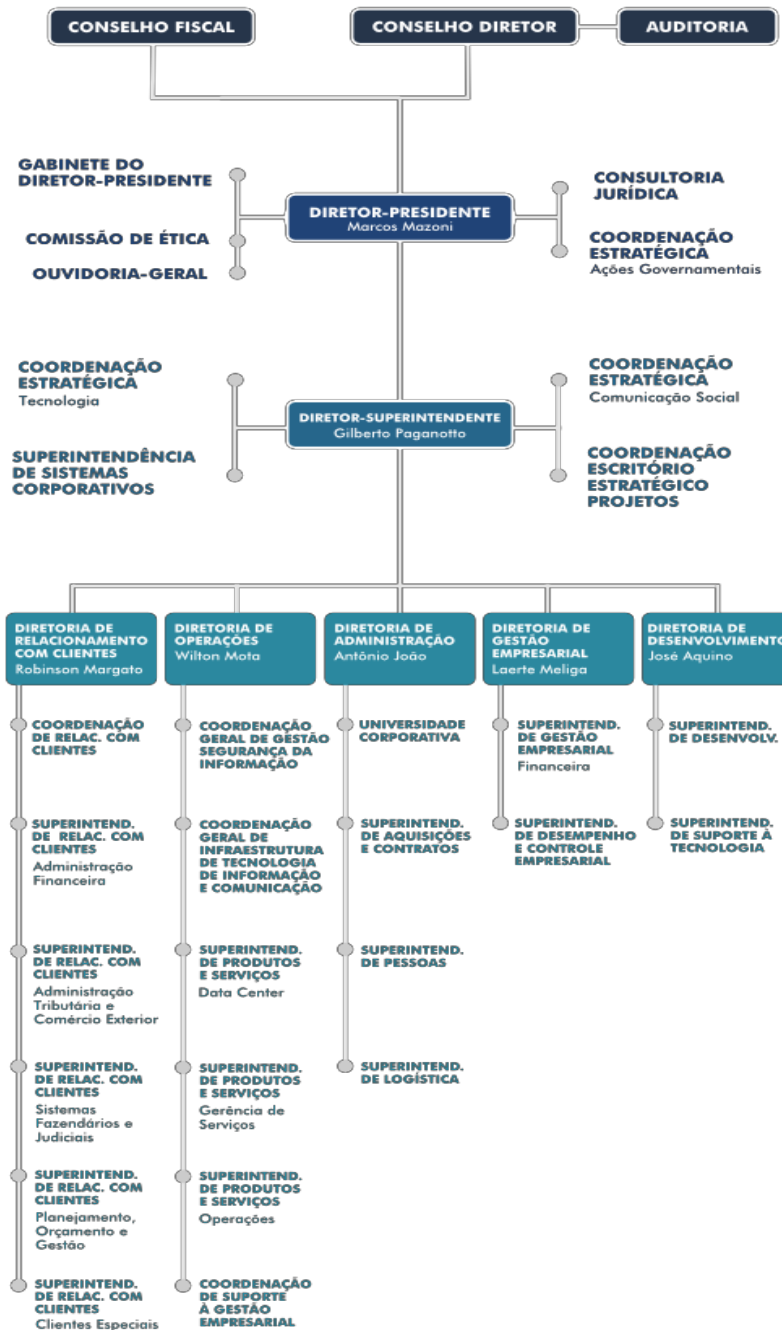 CONSELHO FISCAL
CONSELHO DIRETOR
AUDITORIA
GABINETE DO
DIRETOR-PRESIDENTE
COMISSÃO DE ÉTICA
OUVIDORIA-GERAL
DIRETOR-PRESIDENTE
Marcos Mazoni
CONSULTORIA
JURÍDICA
COORDENAÇÃO
ESTRATÉGICA
Ações Governamentais
COORDENAÇÃO
ESTRATÉGICA
Tecnologia
SUPERINTENDÊNCIA
DE SISTEMAS
CORPORATIVOS
DIRETOR-SUPERINTENDENTE
Gilberto Paganotto
COORDENAÇÃO
ESTRATÉGICA
Comunicação Social
COORDENAÇÃO
ESCRITÓRIO
ESTRATÉGICO
PROJETOS
DIRETORIA DE
RELACIONAMENTO
COM CLIENTES
Robinson Margato
COORDENAÇÃO
DE RELAC. COM
CLIENTES
SUPERINTEND.
DE RELAC. COM
CLIENTES
Administração
Financeira
SUPERINTEND.
DE RELAC. COM
CLIENTES
Administração
Tributária e
Comércio Exterior
SUPERINTEND.
DE RELAC. COM
CLIENTES
Sistemas
Fazendários e
Judiciais
SUPERINTEND.
DE RELAC. COM
CLIENTES
Planejamento,
Orçamento e
Gestão
SUPERINTEND.
DE RELAC. COM
CLIENTES
Clientes Especiais
DIRETORIA DE
OPERAÇÕES
Wilton Mota
COORDENAÇÃO
GERAL DE GESTÃO
SEGURANÇA DA
INFORMAÇÃO
COORDENAÇÃO
GERAL DE
INFRAESTRUTURA
DE TECNOLOGIA
DE INFORMAÇÃO
E COMUNICAÇÃO
SUPERINTEND.
DE PRODUTOS
E SERVIÇOS
Data Center
SUPERINTEND.
DE PRODUTOS
E SERVIÇOS
Gerência de
Serviços
SUPERINTEND.
DE PRODUTOS
E SERVIÇOS
Operações
COORDENAÇÃO
DE SUPORTE
À GESTÃO
EMPRESARIAL
DIRETORIA DE
ADMINISTRAÇÃO
Antônio João
UNIVERSIDADE
CORPORATIVA
SUPERINTEND.
DE AQUISIÇÕES
E CONTRATOS
SUPERINTEND.
DE PESSOAS
SUPERINTEND.
DE LOGÍSTICA
DIRETORIA DE
GESTÃO
EMPRESARIAL
Laerte Meliga
SUPERINTEND.
DE GESTÃO
EMPRESARIAL
Financeira
SUPERINTEND.
DE DESEMPENHO
E CONTROLE
EMPRESARIAL
DIRETORIA DE
DESENVOLVIMENTO
José Aquino
SUPERINTEND.
DE DESENVOLV.
SUPERINTEND.
DE SUPORTE À
TECNOLOGIA